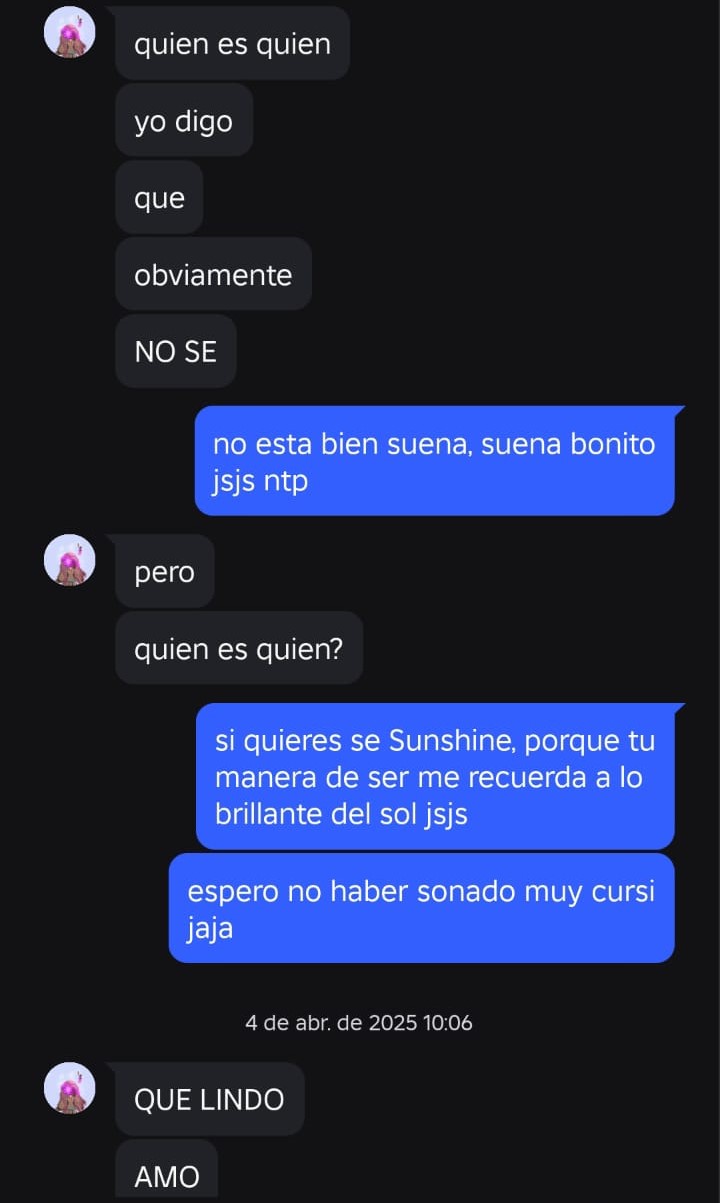 quien es quien
yo digo
que
obviamente
NO SE
no esta bien suena, suena bonito
jsjs ntp
pero
quien es quien?
si quieres se Sunshine, porque tu
manera de ser me recuerda a lo
brillante del sol jsjs
espero no haber sonado muy cursi
jaja
4 de abr. de 2025 10:06
QUE LINDO
AMO